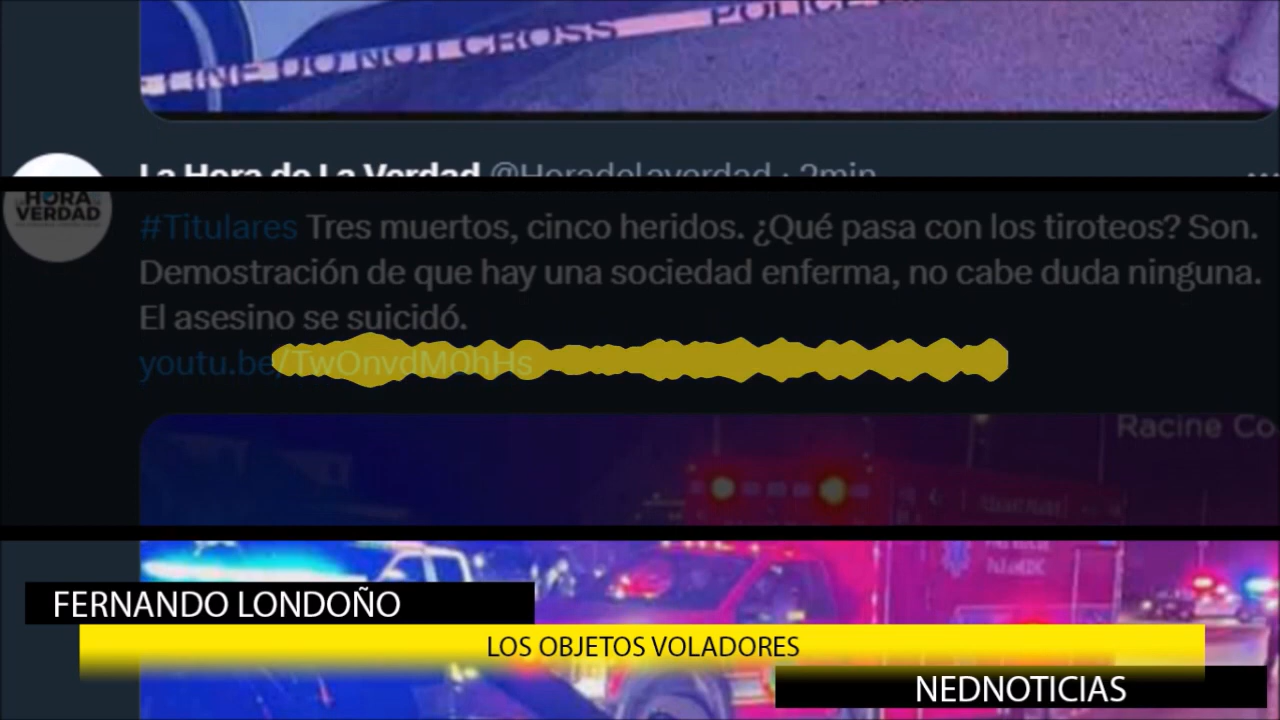 LINE DO NOT CROSS POLICE
La Hora de La Verdad @Horadelaverdad · 2min
HORA
VERDAD
#Titulares Tres muertos, cinco heridos. ¿Qué pasa con los tiroteos? Son.
Demostración de que hay una sociedad enferma, no cabe duda ninguna.
El asesino se suicidó.
youtu.be/TwOnvdM0hHs
Racine Co
FERNANDO LONDOÑO
LOS OBJETOS VOLADORES
NEDNOTICIAS